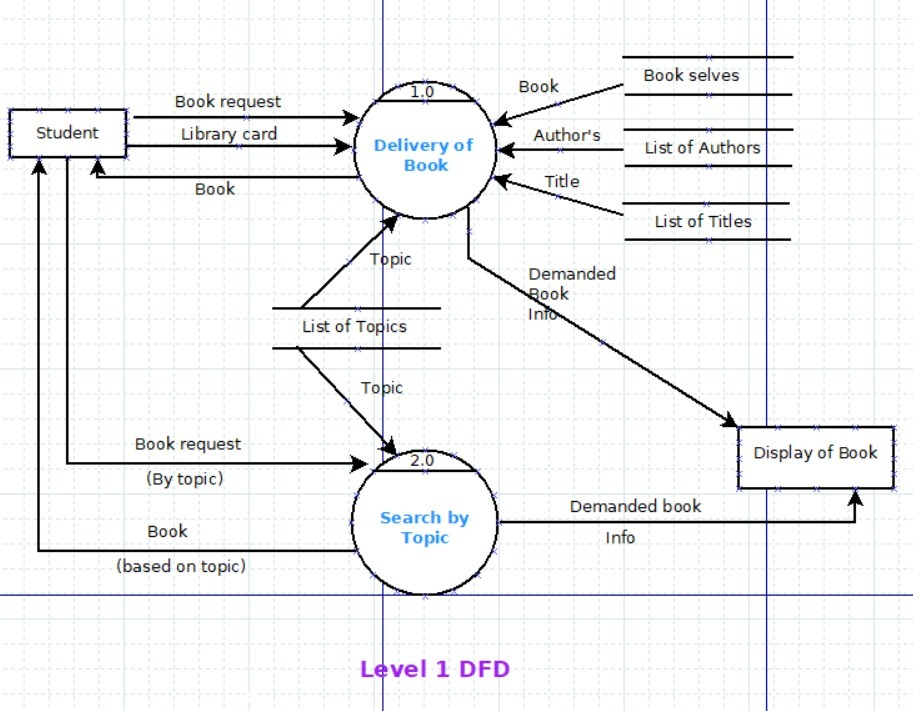 Book request
Student
Library card
Book
1.0
Delivery of
Book
Book
Book selves
Author's
List of Authors
Title
List of Titles
Topic
List of Topics
Topic
Demanded
Book
Info
Display of Book
Book request
(By topic)
2.0
Search by
Topic
Book
(based on topic)
Demanded book
Info
Level 1 DFD